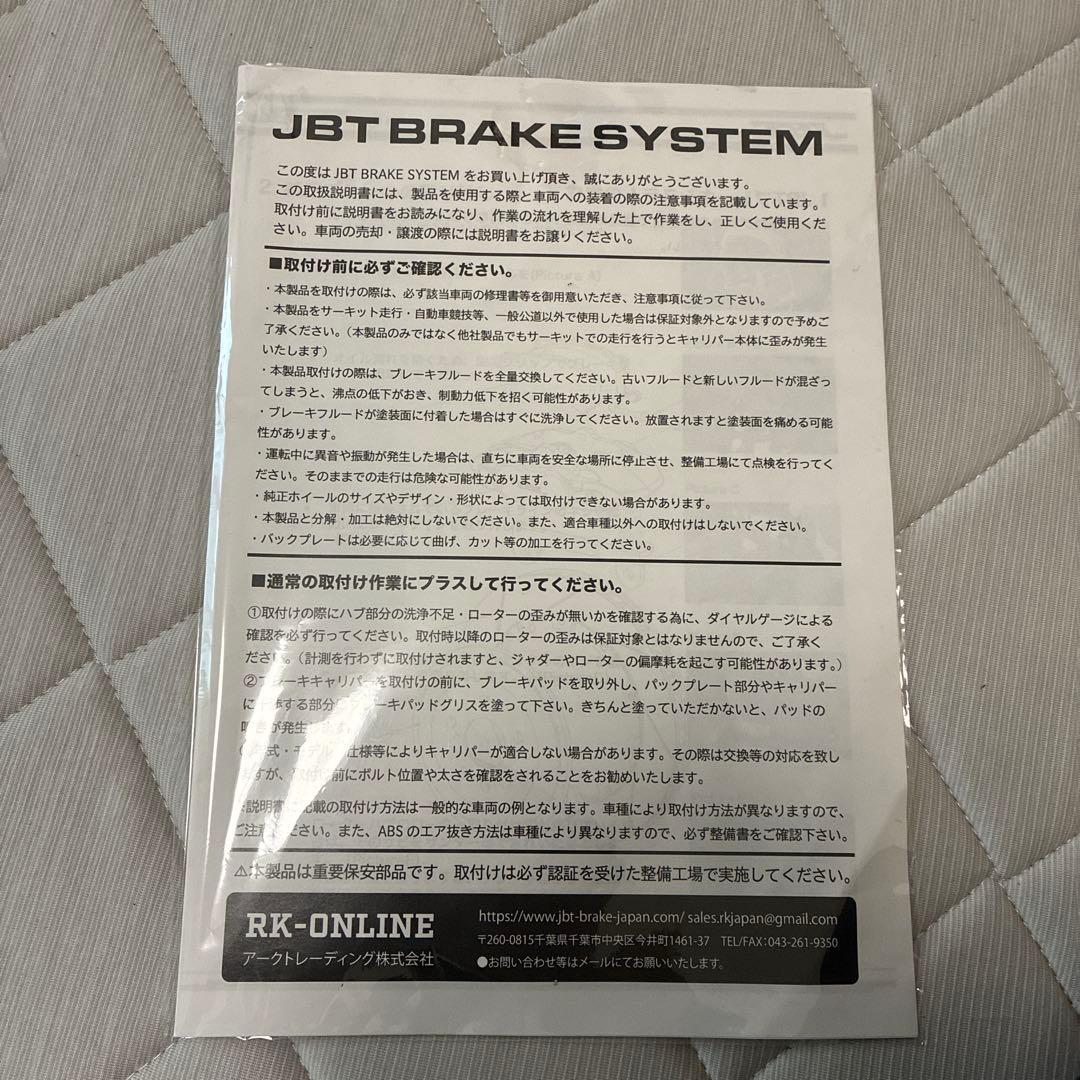 JBT BRAKE SYSTEM
この度は JBT BRAKE SYSTEM をお買い上げ頂き、誠にありがとうございます。
この取扱説明書には、製品を使用する際と車両への装着の際の注意事項を記載しています。
取付け前に説明書をお読みになり、作業の流れを理解した上で作業をし、正しくご使用くだ
さい。車両の売却・譲渡の際には説明書をお譲りください。
■取付け前に必ずご確認ください。
・本製品を取付けの際は、必ず該当車両の修理書等を御用意いただき、注意事項に従って下さい。
・本製品をサーキット走行・自動車競技等、一般公道以外で使用した場合は保証対象外となりますので予めご
了承ください。（本製品のみではなく他社製品でもサーキットでの走行を行うとキャリパー本体に歪みが発生
いたします）
・本製品取付けの際は、ブレーキフルードを全量交換してください。古いフルードと新しいフルードが混ざっ
てしまうと、沸点の低下がおき、制動力低下を招く可能性があります。
・ブレーキフルードが塗装面に付着した場合はすぐに洗浄してください。放置されますと塗装面を痛める可能
性があります。
・運転中に異音や振動が発生した場合は、直ちに車両を安全な場所に停止させ、整備工場にて点検を行ってく
ださい。そのままでの走行は危険な可能性があります。
・純正ホイールのサイズやデザイン・形状によっては取付けできない場合があります。
・本製品と分解・加工は絶対にしないでください。また、適合車種以外への取付けはしないでください。
・バックプレートは必要に応じて曲げ、カット等の加工を行ってください。
■通常の取付け作業にプラスして行ってください。
①取付けの際にハブ部分の洗浄不足・ローターの歪みが無いかを確認する為に、ダイヤルゲージによる
確認を必ず行ってください。取付時以降のローターの歪みは保証対象とはなりませんので、ご了承く
ださい。（計測を行わずに取付けされますと、ジャダーやローターの偏摩耗を起こす可能性があります。）
②ブレーキキャリパーを取付けの前に、ブレーキパッドを取り外し、バックプレート部分やキャリパー
に干渉する部分にブレーキパッドグリスを塗って下さい。きちんと塗っていただかないと、パッドの
鳴きが発生します。
年式・モデル・仕様等によりキャリパーが適合しない場合があります。その際は交換等の対応を致し
ますが、取付け前にボルト位置や太さを確認をされることをお勧めいたします。
※説明書に記載の取付け方法は一般的な車両の例となります。車種により取付け方法が異なりますので、
ご注意ください。また、ABS のエア抜き方法は車種により異なりますので、必ず整備書をご確認下さい。
⚠本製品は重要保安部品です。取付けは必ず認証を受けた整備工場で実施してください。
RK-ONLINE
アークトレーディング株式会社
https://www.jbt-brake-japan.com/ sales.rkjapan@gmail.com
〒260-0815千葉県千葉市中央区今井町1461-37 TEL/FAX：043-261-9350
●お問い合わせ等はメールにてお願いいたします。